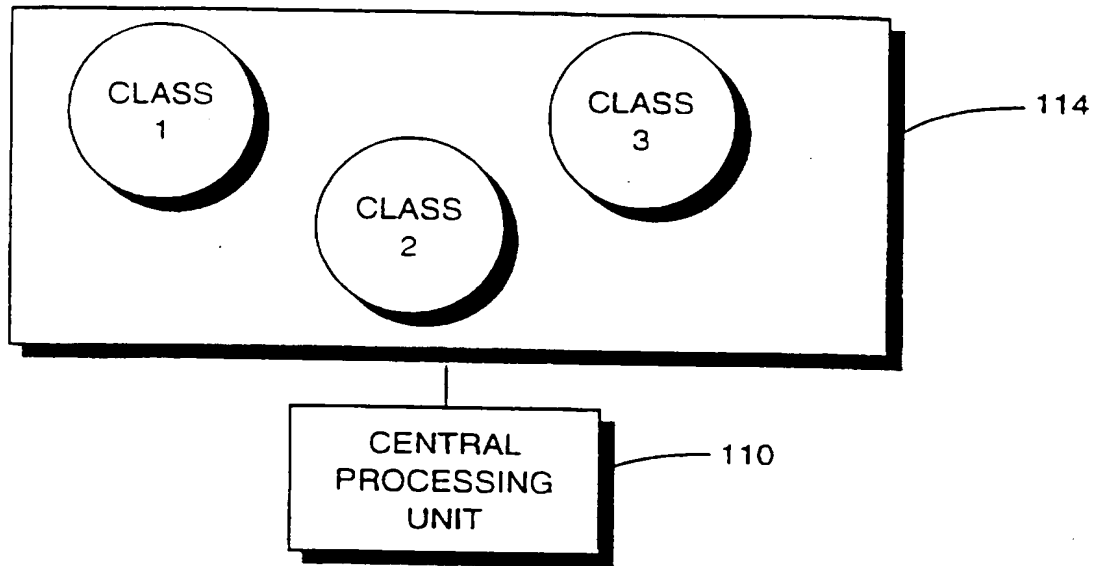 CLASS
1
CLASS
2
CLASS
3
114
CENTRAL
PROCESSING
UNIT
110